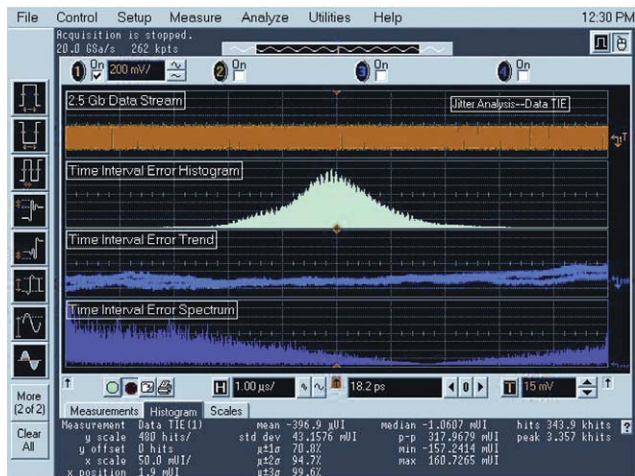 File Control Setup Measure Analyze Utilities Help 12:30 PM
Acquisition is stopped.
20.0 GSa/s 262 kpts
1 On 200 mV/ 2 On 3 On 4 On
2.5 Gb Data Stream
Jitter Analysis--Data TIE
T
Time Interval Error Histogram
Time Interval Error Trend
Time Interval Error Spectrum
More
(2 of 2)
Clear
All
H 1.00 µs/ 18.2 ps 0 T 15 mV
Measurements Histogram Scales
Measurement Data TIE(1) mean -396.9 µUI median -1.0607 mUI hits 343.9 khits ?
y scale 480 hits/ std dev 43.1576 mUI p-p 317.9679 mUI peak 3.357 khits
y offset 0 hits µ±1σ 70.8% min -157.2414 mUI
x scale 50.0 mUI/ µ±2σ 94.7% max 160.7265 mUI
x position 1.9 mUI µ±3σ 99.6%